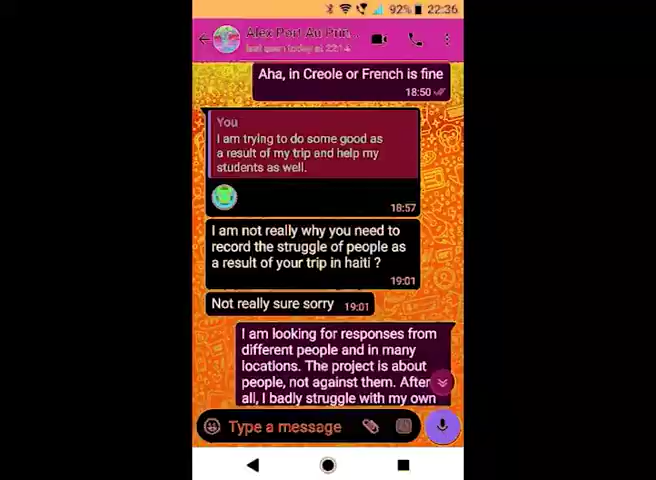 92% 22:36
Alex Port Au Prin...
last seen today at 22:14
Aha, in Creole or French is fine
18:50
You
I am trying to do some good as
a result of my trip and help my
students as well.
18:57
I am not really why you need to
record the struggle of people as
a result of your trip in haiti ?
19:01
Not really sure sorry 19:01
I am looking for responses from
different people and in many
locations. The project is about
people, not against them. After
all, I badly struggle with my own
Type a message